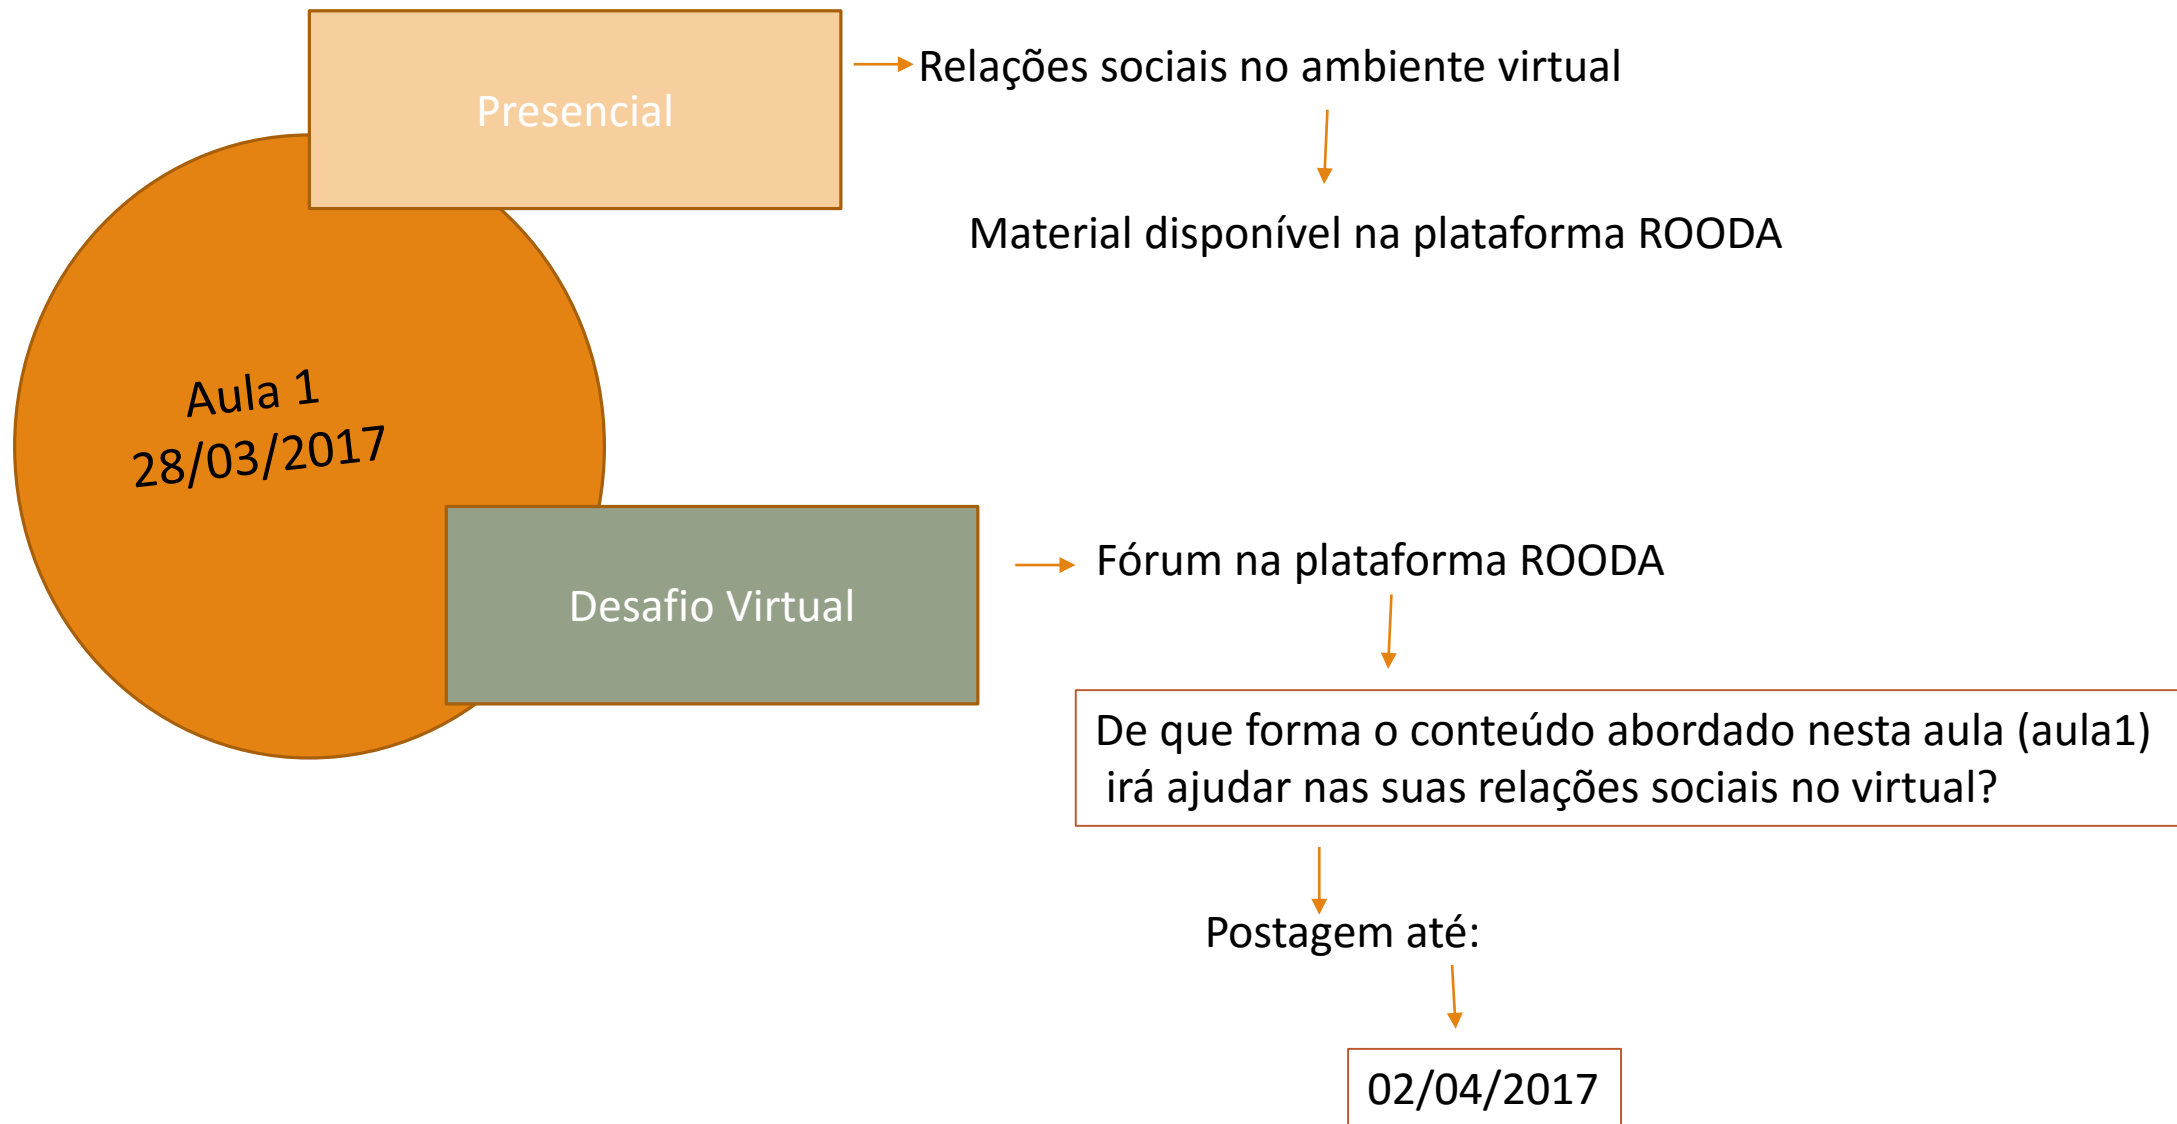 Presencial
Relações sociais no ambiente virtual
Material disponível na plataforma ROODA
Aula 1
28/03/2017
Desafio Virtual
Fórum na plataforma ROODA
De que forma o conteúdo abordado nesta aula (aula1)
irá ajudar nas suas relações sociais no virtual?
Postagem até:
02/04/2017